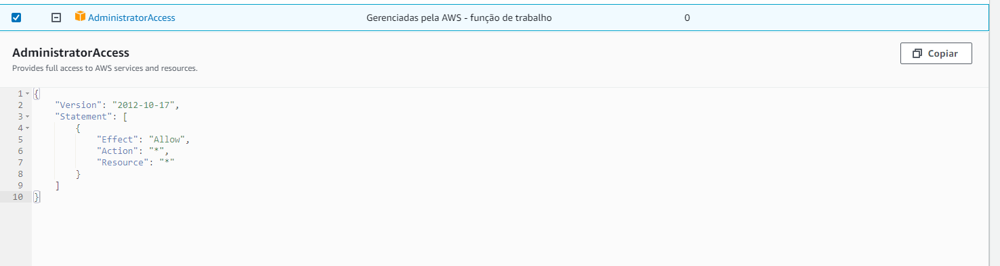 AdministratorAccess Gerenciadas pela AWS - função de trabalho 0
AdministratorAccess
Copiar
Provides full access to AWS services and resources.
1 {
2 "Version": "2012-10-17",
3 "Statement": [
4 {
5 "Effect": "Allow",
6 "Action": "*",
7 "Resource": "*"
8 }
9 ]
10 }